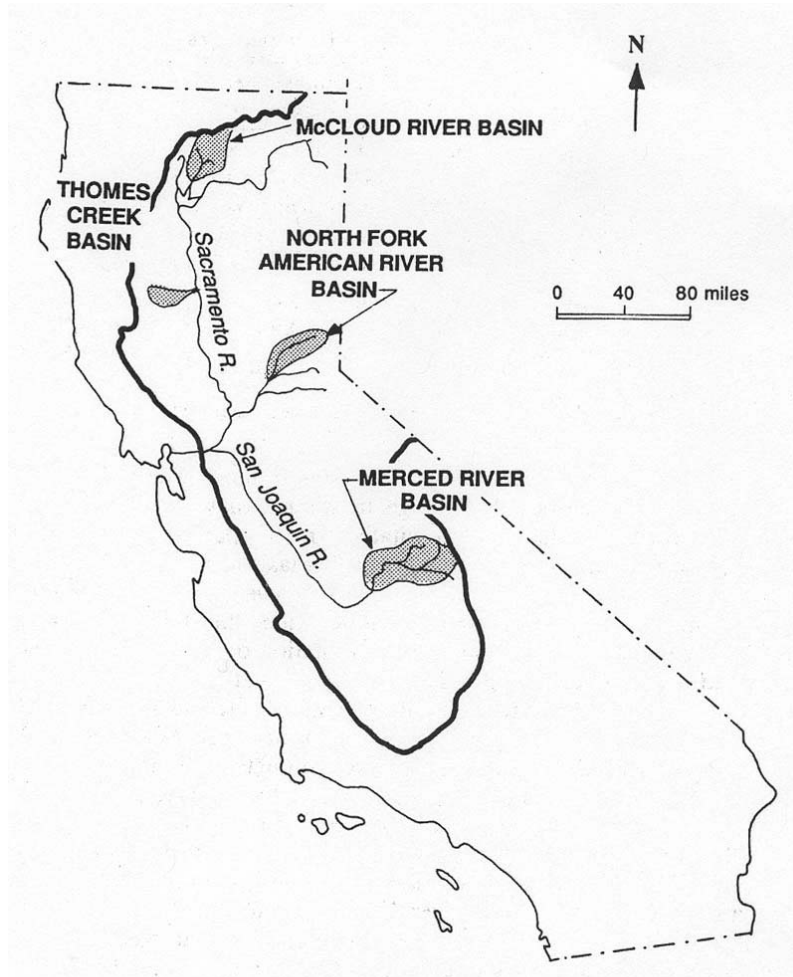 N
McCLOUD RIVER BASIN
THOMES
CREEK
BASIN
NORTH FORK
AMERICAN RIVER
BASIN
Sacramento R.
0 40 80 miles
San Joaquin R.
MERCED RIVER
BASIN